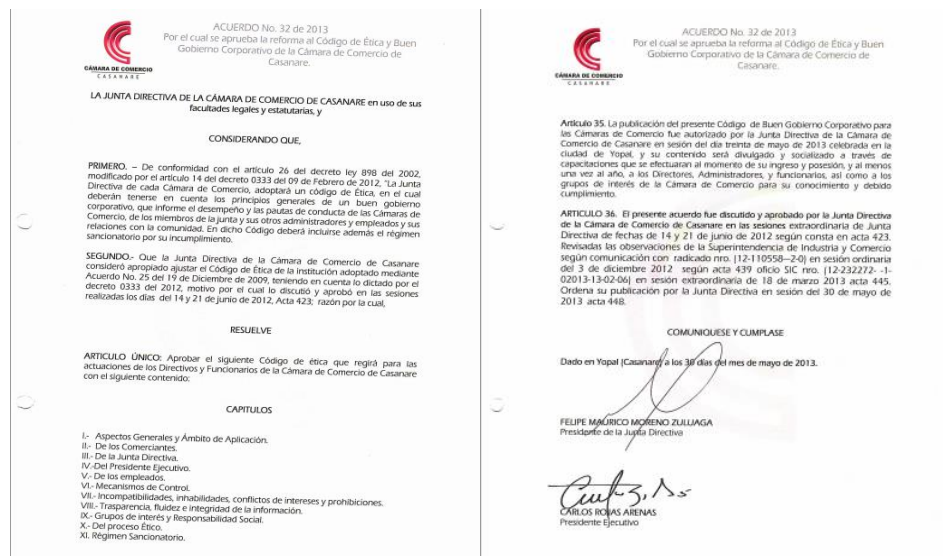 ACUERDO No. 32 de 2013
Por el cual se aprueba la reforma al Código de Ética y Buen
Gobierno Corporativo de la Cámara de Comercio de
Casanare.
CÁMARA DE COMERCIO
CASANARE
LA JUNTA DIRECTIVA DE LA CÁMARA DE COMERCIO DE CASANARE en uso de sus
facultades legales y estatutarias, y
CONSIDERANDO QUE,
PRIMERO. – De conformidad con el artículo 26 del decreto ley 898 del 2002,
modificado por el artículo 14 del decreto 0333 del 09 de Febrero de 2012, "La Junta
Directiva de cada Cámara de Comercio, adoptará un código de Ética, en el cual
deberán tenerse en cuenta los principios generales de un buen gobierno
corporativo, que informe el desempeño y las pautas de conducta de las Cámaras de
Comercio, de los miembros de la junta y sus otros administradores y empleados y sus
relaciones con la comunidad. En dicho Código deberá incluirse además el régimen
sancionatorio por su incumplimiento.
SEGUNDO.- Que la Junta Directiva de la Cámara de Comercio de Casanare
consideró apropiado ajustar el Código de Ética de la institución adoptado mediante
Acuerdo No. 25 del 19 de Diciembre de 2009, teniendo en cuenta lo dictado por el
decreto 0333 del 2012, motivo por el cual lo discutió y aprobó en las sesiones
realizadas los días del 14 y 21 de junio de 2012, Acta 423; razón por la cual,
RESUELVE
ARTICULO ÚNICO: Aprobar el siguiente Código de ética que regirá para las
actuaciones de los Directivos y Funcionarios de la Cámara de Comercio de Casanare
con el siguiente contenido:
CAPITULOS
I.- Aspectos Generales y Ámbito de Aplicación.
II.- De los Comerciantes.
III.- De la Junta Directiva.
IV.-Del Presidente Ejecutivo.
V.- De los empleados.
VI.- Mecanismos de Control.
VII.- Incompatibilidades, inhabilidades, conflictos de intereses y prohibiciones.
VIII.- Trasparencia, fluidez e integridad de la información.
IX.- Grupos de interés y Responsabilidad Social.
X.- Del proceso Ético.
XI. Régimen Sancionatorio.
ACUERDO No. 32 de 2013
Por el cual se aprueba la reforma al Código de Ética y Buen
Gobierno Corporativo de la Cámara de Comercio de
Casanare.
CÁMARA DE COMERCIO
CASANARE
Artículo 35. La publicación del presente Código de Buen Gobierno Corporativo para
las Cámaras de Comercio fue autorizado por la Junta Directiva de la Cámara de
Comercio de Casanare en sesión del día treinta de mayo de 2013 celebrada en la
ciudad de Yopal, y su contenido será divulgado y socializado a través de
capacitaciones que se efectuaran al momento de su ingreso y posesión, y al menos
una vez al año, a los Directores, Administradores, y funcionarios, así como a los
grupos de interés de la Cámara de Comercio para su conocimiento y debido
cumplimiento.
ARTICULO 36. El presente acuerdo fue discutido y aprobado por la Junta Directiva
de la Cámara de Comercio de Casanare en las sesiones extraordinaria de Junta
Directiva de fechas de 14 y 21 de junio de 2012 según consta en acta 423.
Revisadas las observaciones de la Superintendencia de Industria y Comercio
según comunicación con radicado nro. (12-110558--2-0) en sesión ordinaria
del 3 de diciembre 2012 según acta 439 oficio SIC nro. (12-232272- -1-
02013-13-02-06) en sesión extraordinaria de 18 de marzo 2013 acta 445.
Ordena su publicación por la Junta Directiva en sesión del 30 de mayo de
2013 acta 448.
COMUNIQUESE Y CUMPLASE
Dado en Yopal (Casanare) a los 30 días del mes de mayo de 2013.
FELIPE MAURICO MORENO ZULUAGA
Presidente de la Junta Directiva
CARLOS ROJAS ARENAS
Presidente Ejecutivo